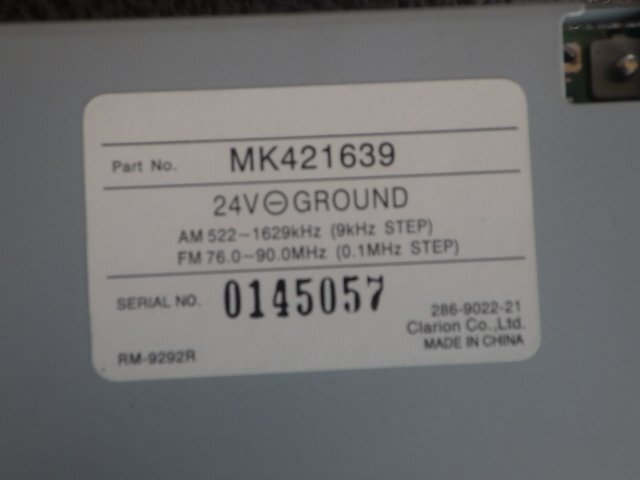 Part No. MK421639
24V⊖GROUND
AM 522~1629kHz (9kHz STEP)
FM 76.0~90.0MHz (0.1MHz STEP)
SERIAL NO. 0145057
286-9022-21
Clarion Co.,Ltd.
RM-9292R MADE IN CHINA